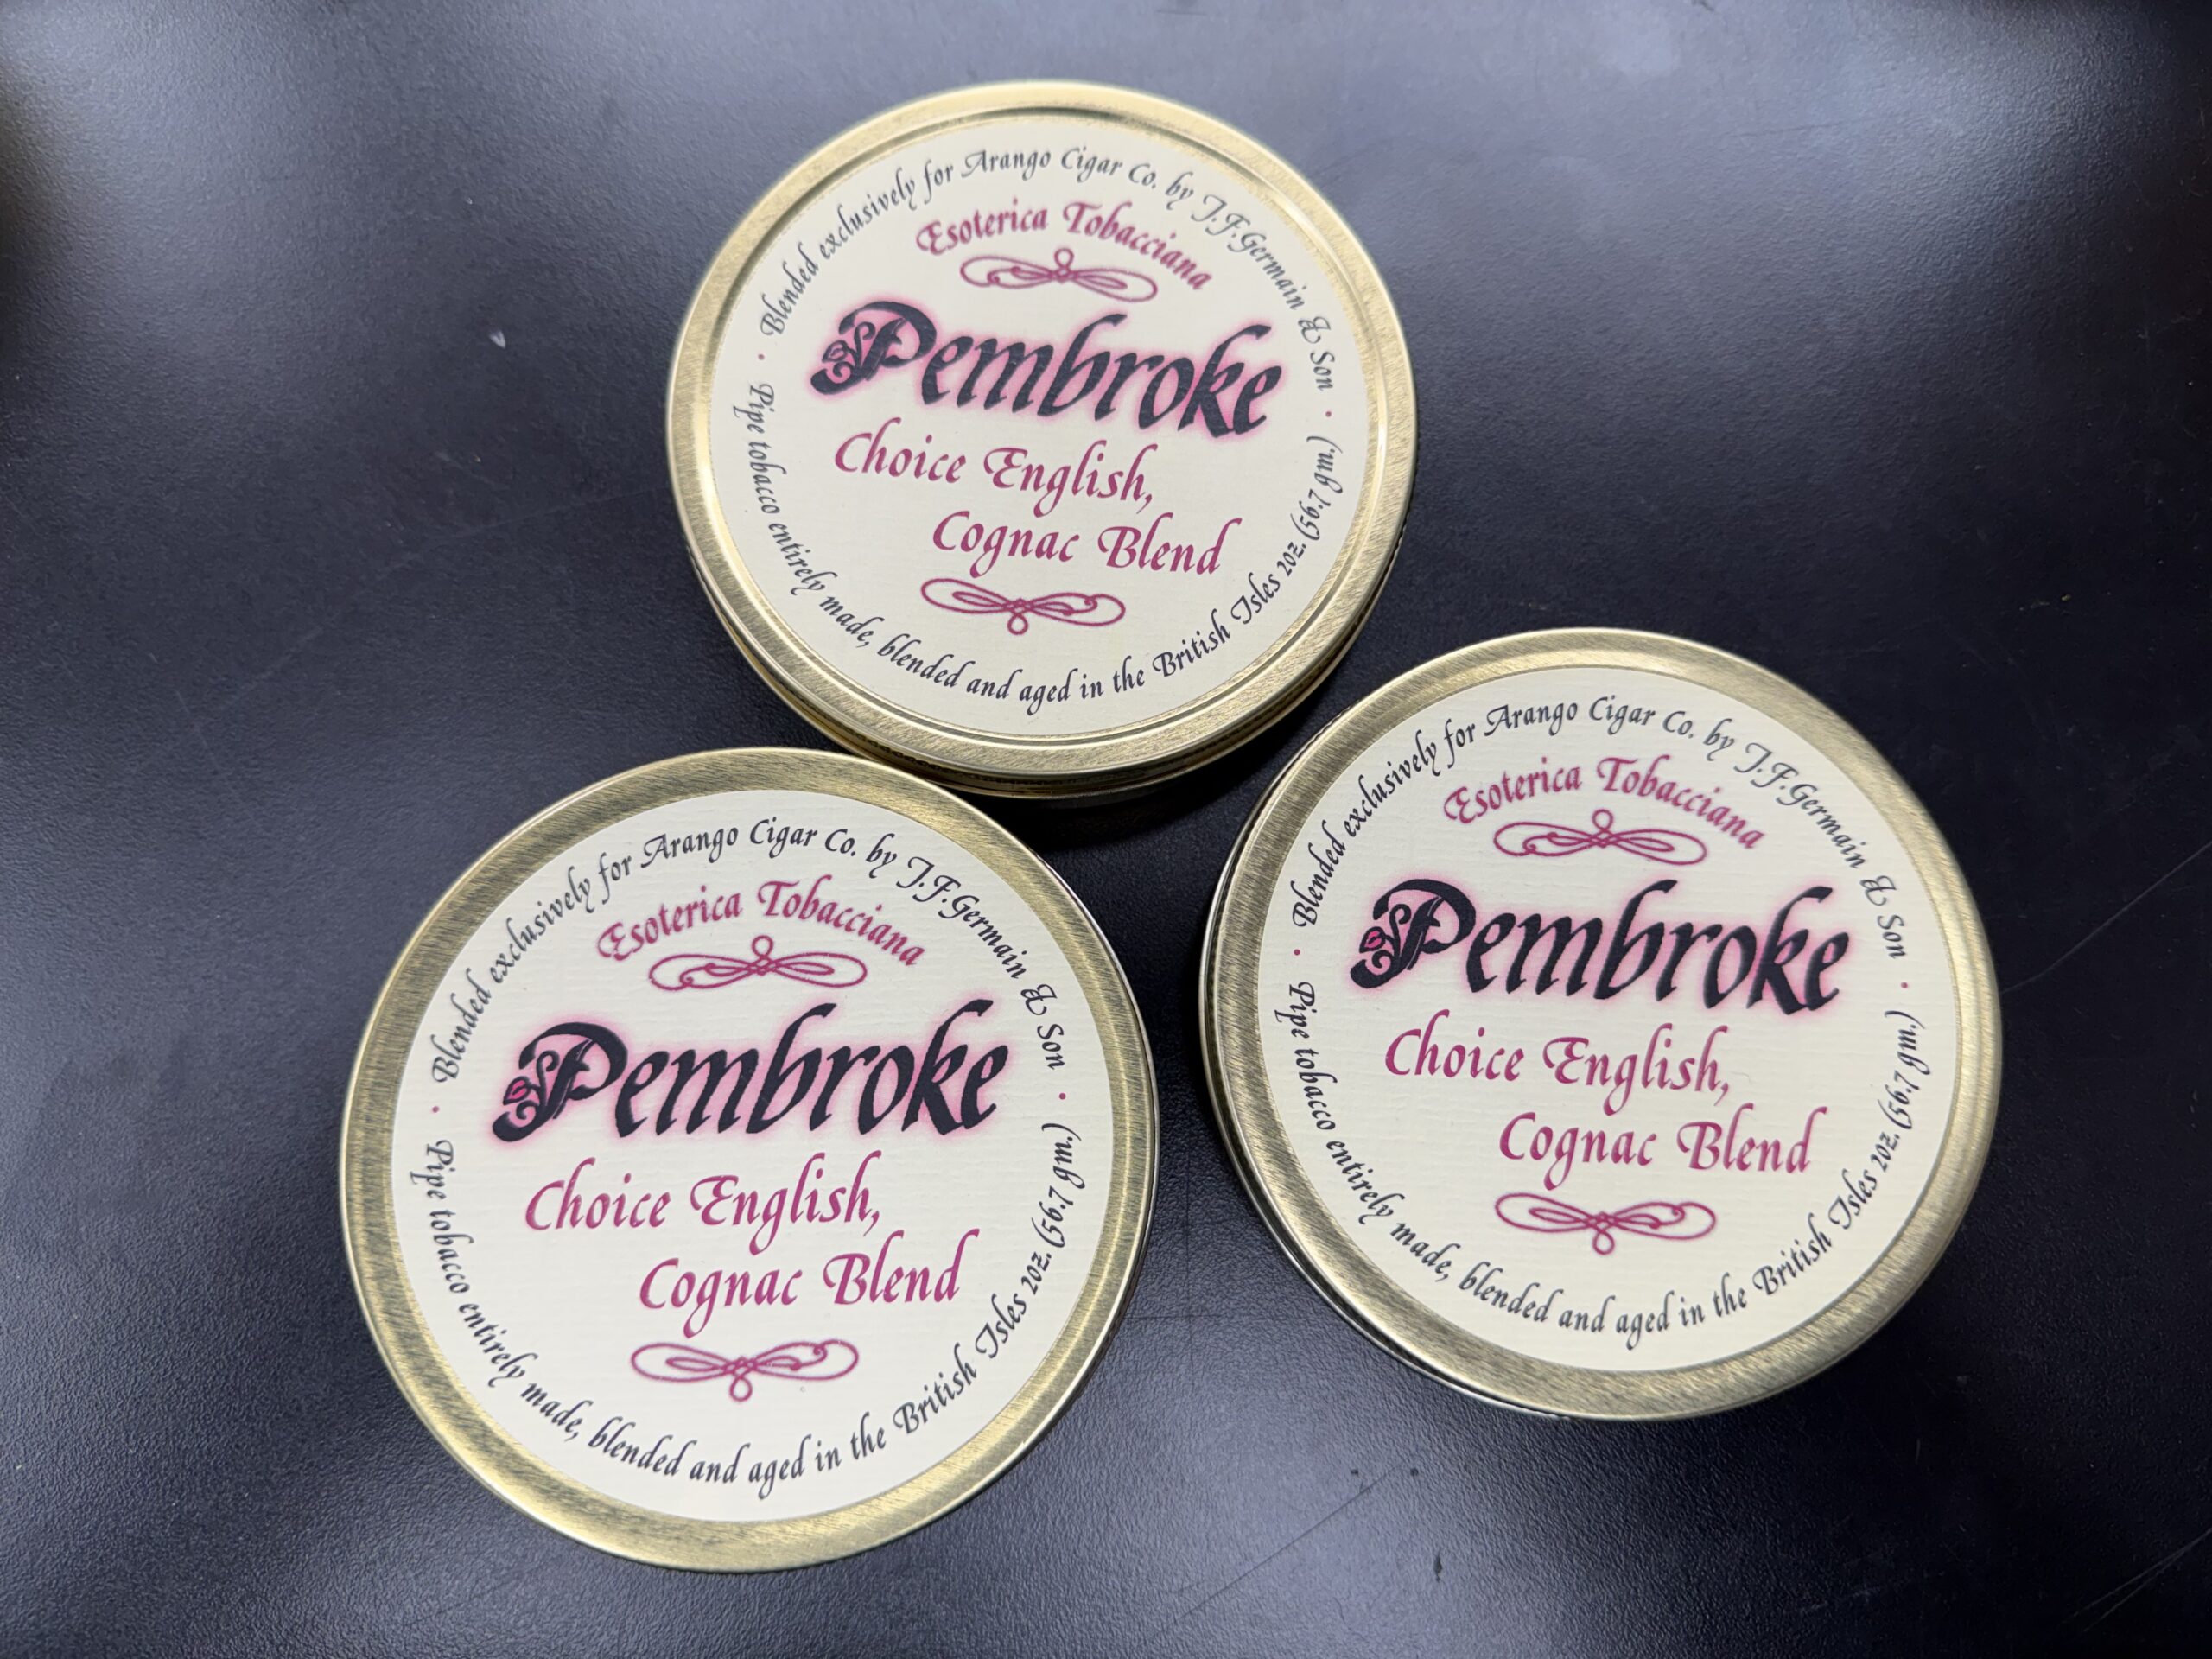 Blended exclusively for Arango Cigar Co. by J.F.Germain & Son
Esoterica Tobacciana
Pembroke
Choice English,
Cognac Blend
Pipe tobacco entirely made, blended and aged in the British Isles 2oz.(56.7 gm.)
Blended exclusively for Arango Cigar Co. by J.F.Germain & Son
Esoterica Tobacciana
Pembroke
Choice English,
Cognac Blend
Pipe tobacco entirely made, blended and aged in the British Isles 2oz.(56.7 gm.)
Blended exclusively for Arango Cigar Co. by J.F.Germain & Son
Esoterica Tobacciana
Pembroke
Choice English,
Cognac Blend
Pipe tobacco entirely made, blended and aged in the British Isles 2oz.(56.7 gm.)